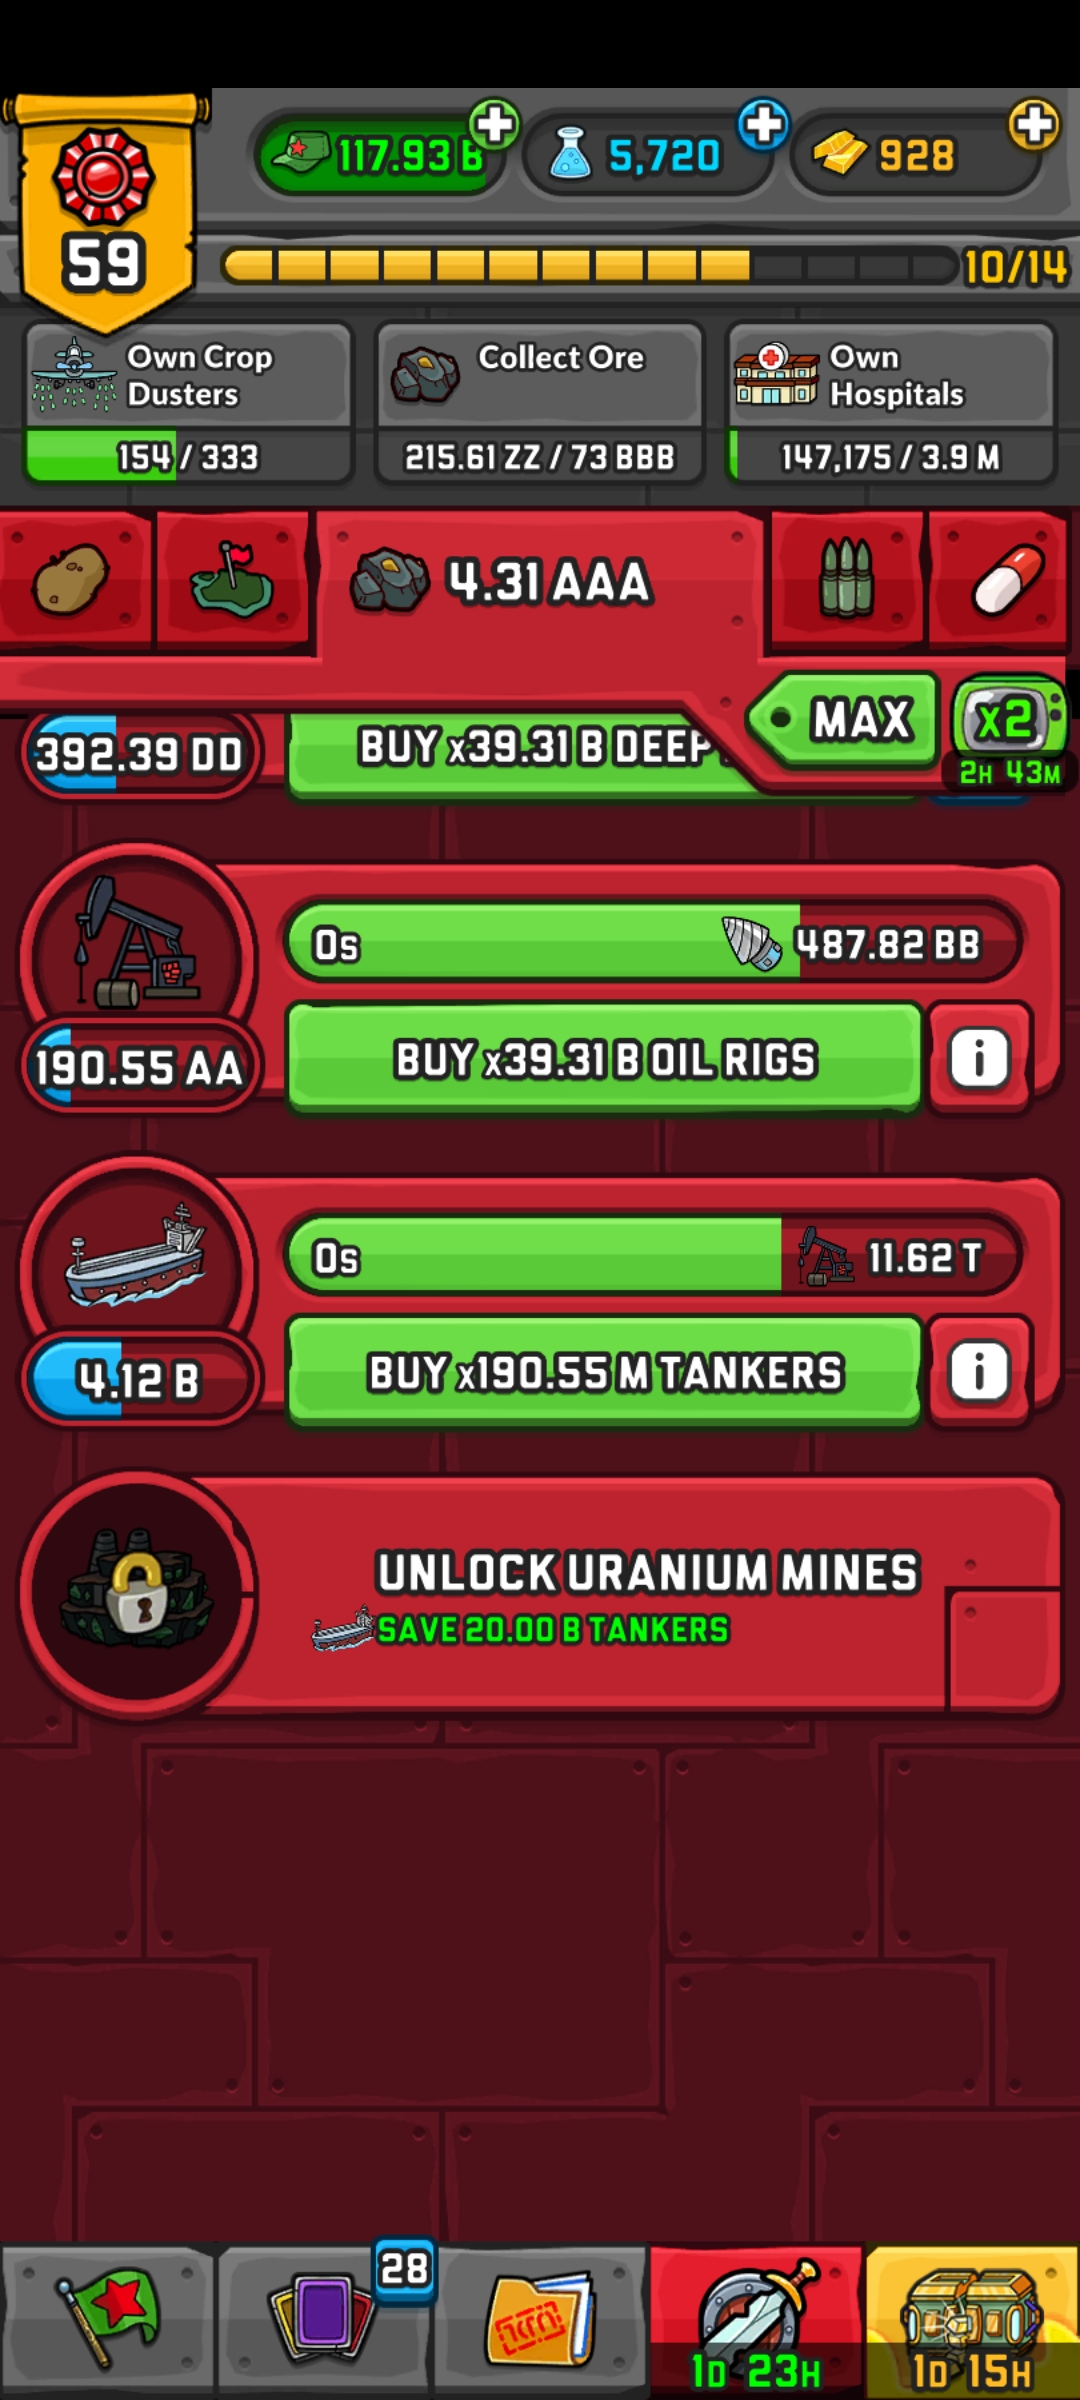 117.93 B
5,720
928
59
10/14
Own Crop
Dusters
154 / 333
Collect Ore
215.61 ZZ / 73 BBB
Own
Hospitals
147,175 / 3.9 M
4.31 AAA
MAX
x2
2H 43M
392.39 DD
BUY x39.31 B DEEP
0s
487.82 BB
190.55 AA
BUY x39.31 B OIL RIGS
i
0s
11.62 T
4.12 B
BUY x190.55 M TANKERS
i
UNLOCK URANIUM MINES
SAVE 20.00 B TANKERS
28
1D 23H
1D 15H